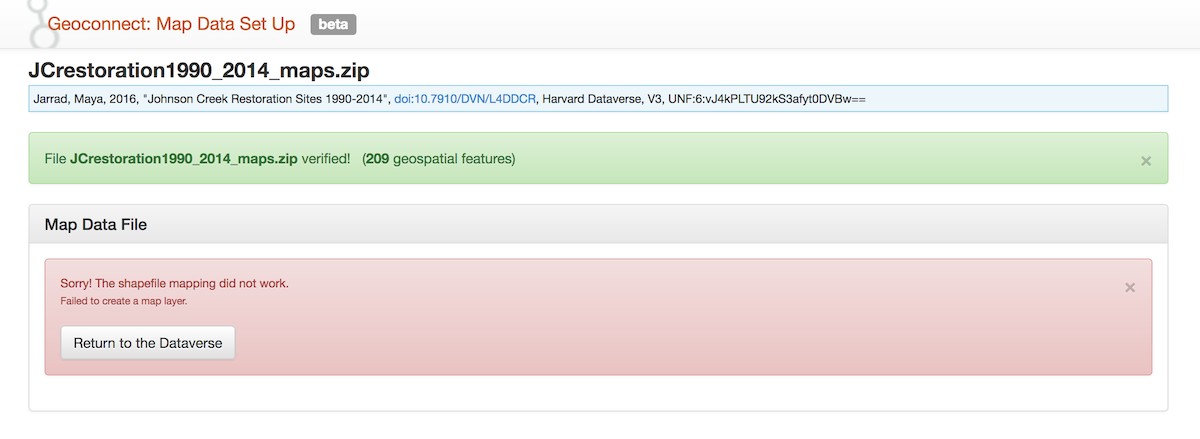 Geoconnect: Map Data Set Up beta
JCrestoration1990_2014_maps.zip
Jarrad, Maya, 2016, "Johnson Creek Restoration Sites 1990-2014", doi:10.7910/DVN/L4DDCR, Harvard Dataverse, V3, UNF:6:vJ4kPLTU92kS3afyt0DVBw==
File JCrestoration1990_2014_maps.zip verified! (209 geospatial features) ×
Map Data File
Sorry! The shapefile mapping did not work. ×
Failed to create a map layer.
Return to the Dataverse